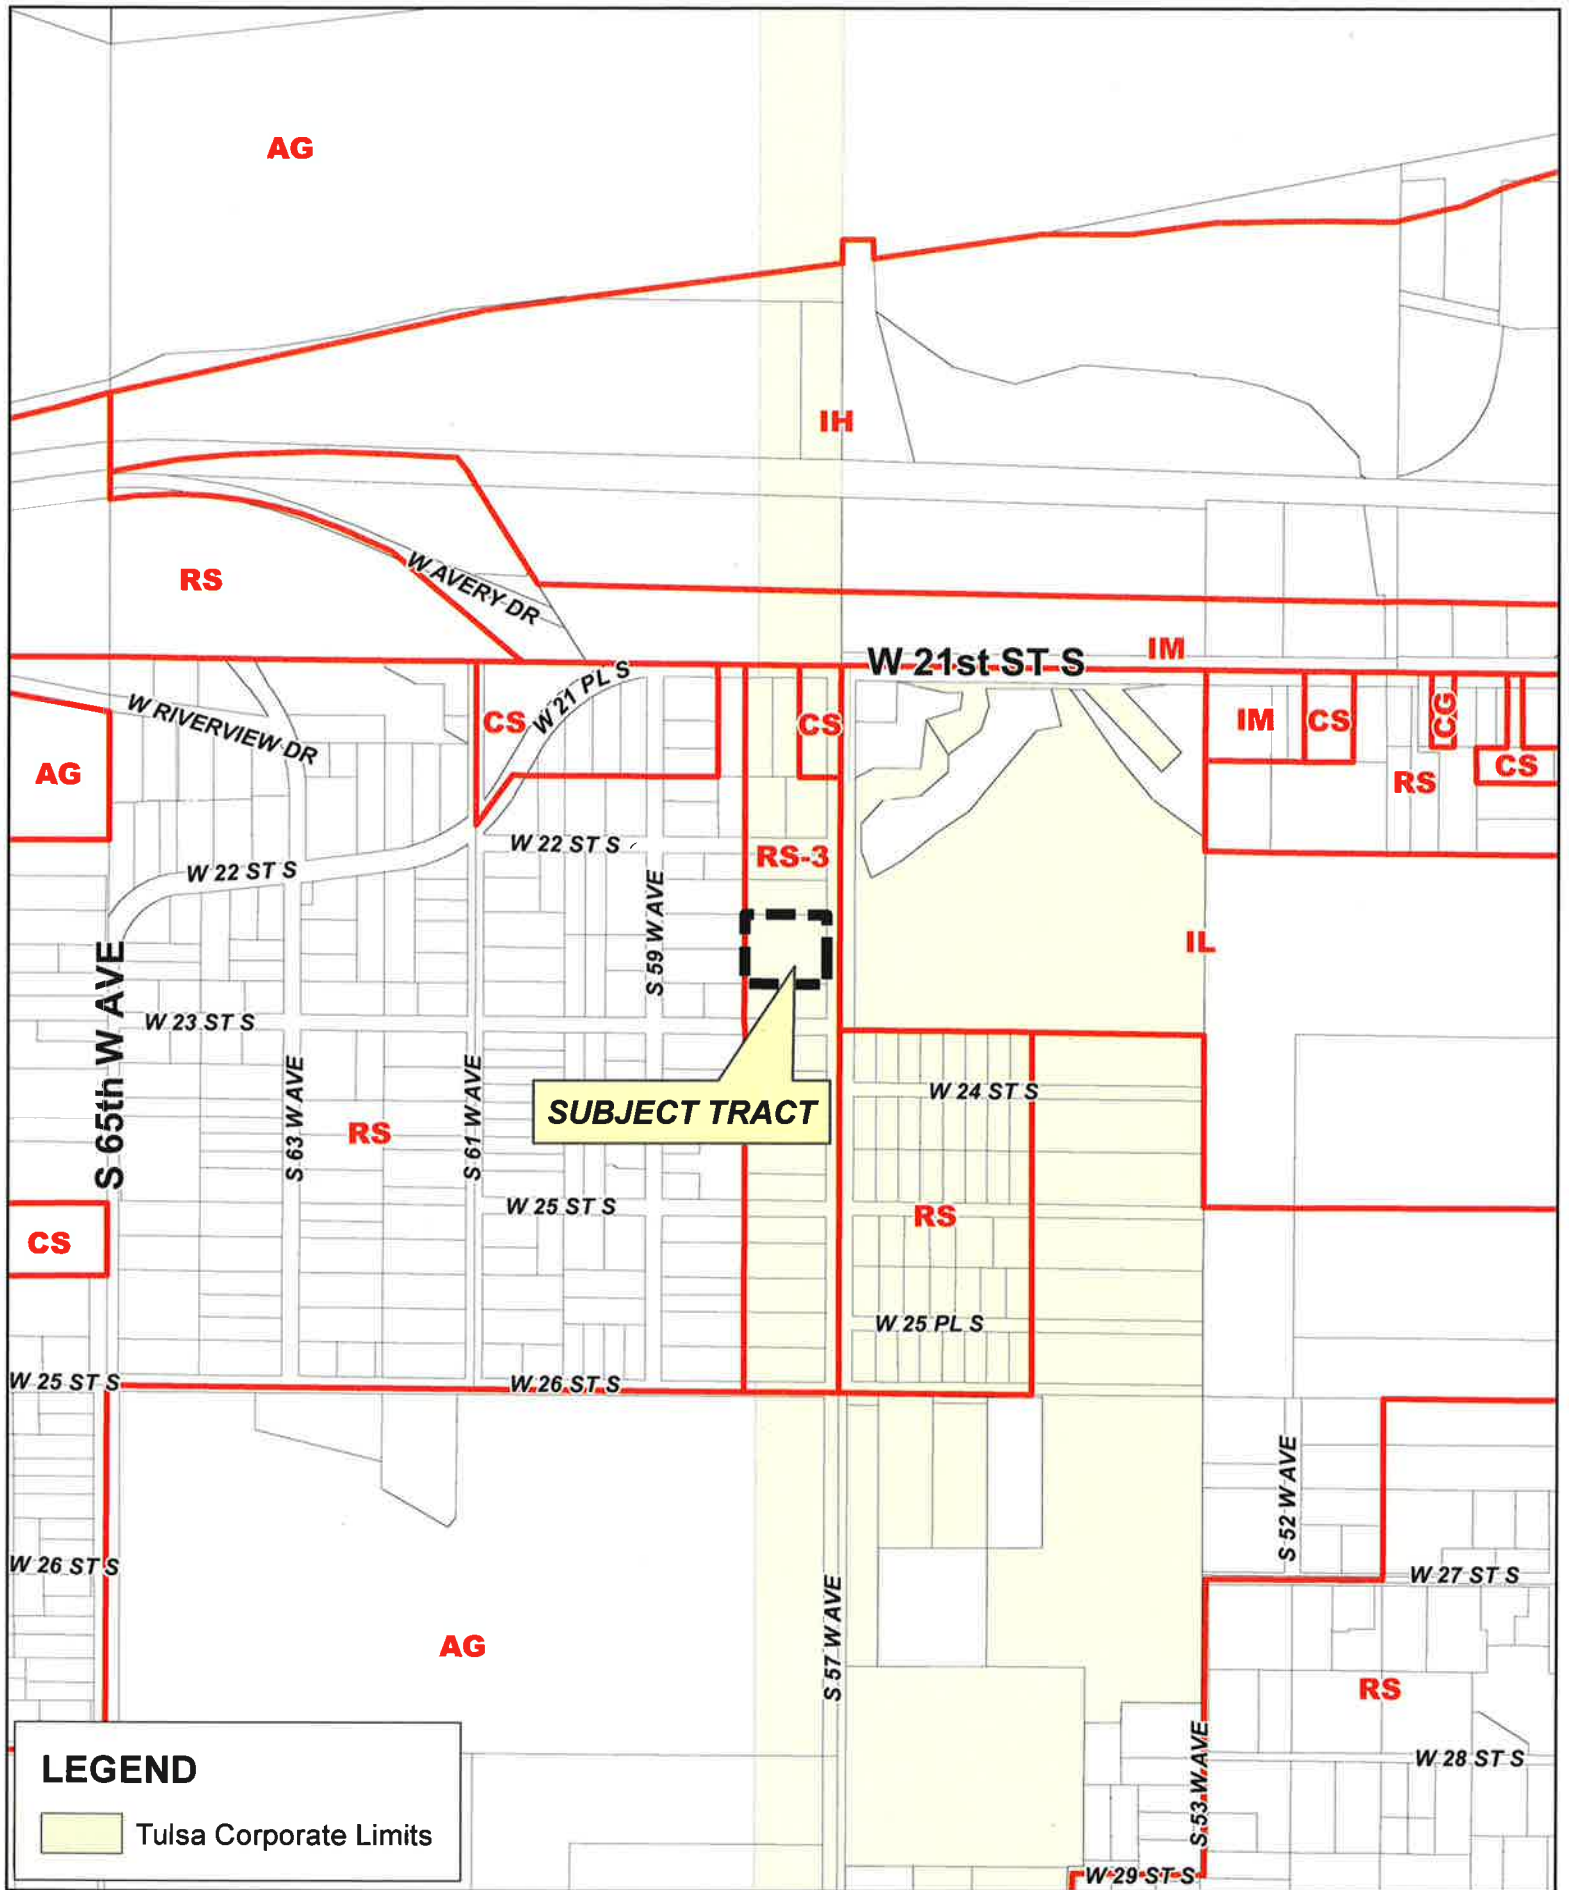 AG
IH
RS
W AVERY DR
IM
W 21st ST S
W 21 PL S
CS
CS
W RIVERVIEW DR
IM
CS
CG
CS
RS
AG
W 22 ST S
RS-3
W 22 ST S
S 59 W AVE
IL
S 65th W AVE
W 23 ST S
S 63 W AVE
S 61 W AVE
RS
SUBJECT TRACT
W 24 ST S
W 25 ST S
RS
CS
W 25 PL S
W 25 ST S
W 26 ST S
S 52 W AVE
W 26 ST S
W 27 ST S
S 57 W AVE
AG
RS
S 53 W AVE
W 28 ST S
W 29 ST S
LEGEND
Tulsa Corporate Limits